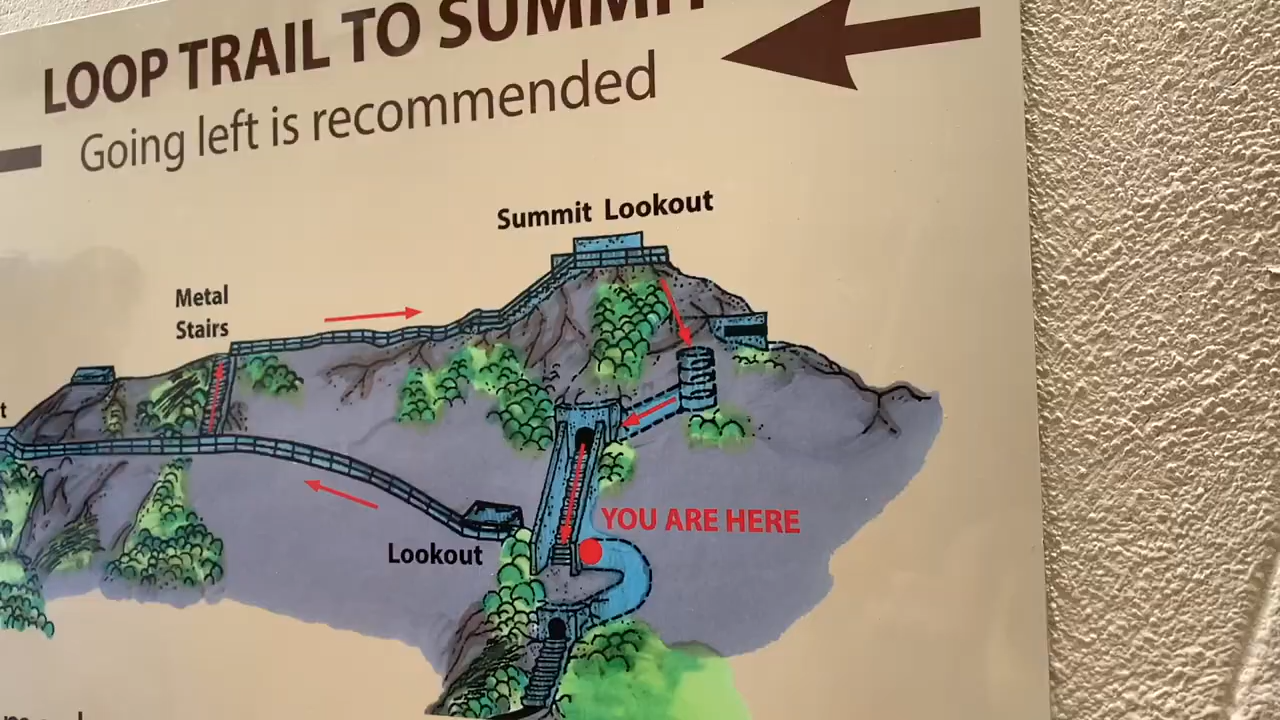 LOOP TRAIL TO SUMMIT
Going left is recommended
Summit Lookout
Metal
Stairs
YOU ARE HERE
Lookout